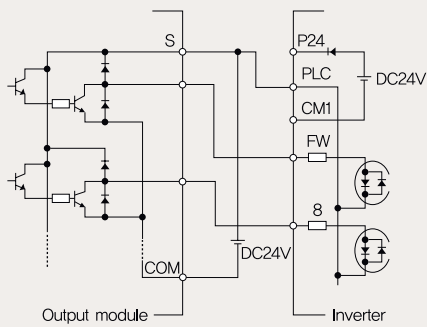 S
P24
PLC
DC24V
CM1
FW
8
DC24V
COM
Output module
Inverter